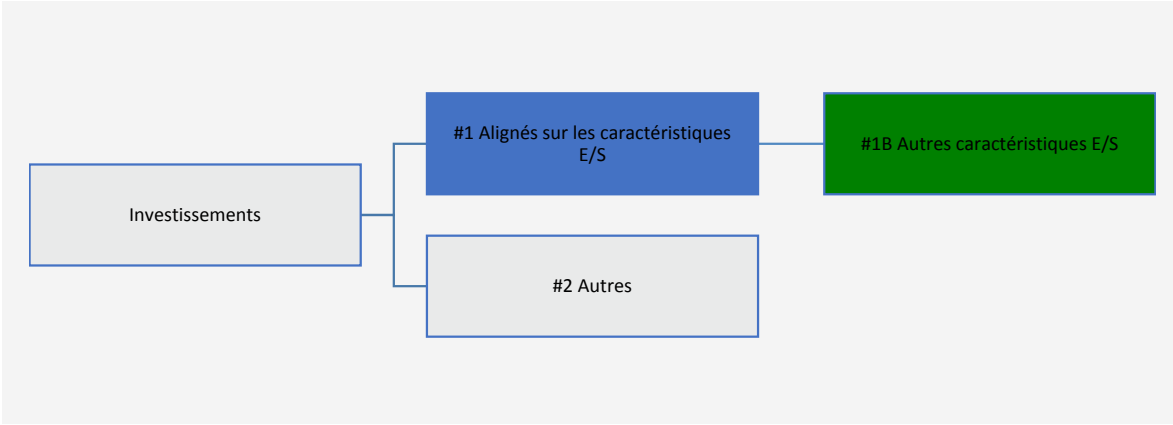 Investissements
#1 Alignés sur les caractéristiques
E/S
#1B Autres caractéristiques E/S
#2 Autres